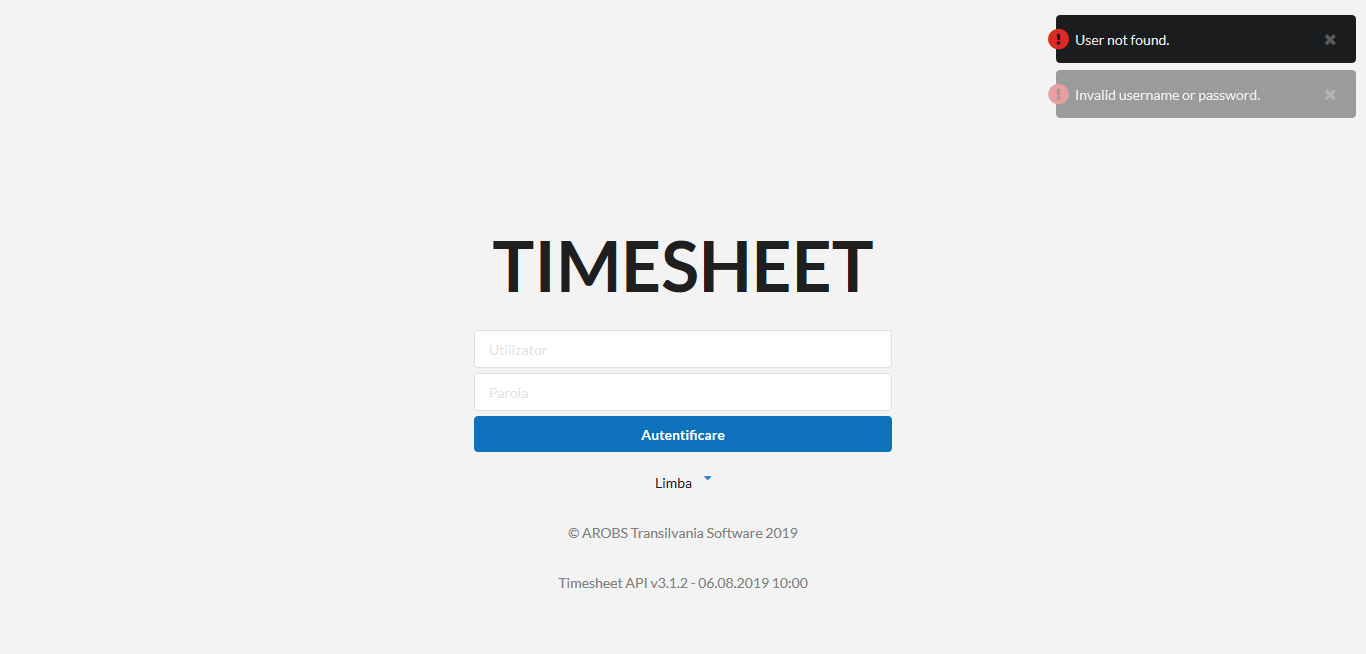 User not found.
Invalid username or password.
TIMESHEET
Utilizator
Parola
Autentificare
Limba
© AROBS Transilvania Software 2019
Timesheet API v3.1.2 - 06.08.2019 10:00